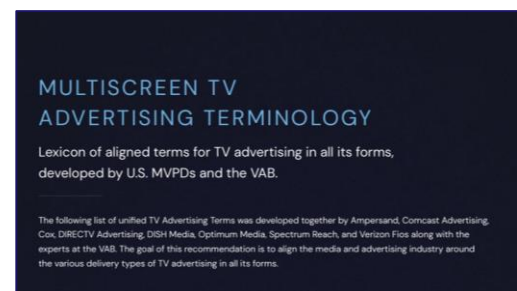 MULTISCREEN TV
ADVERTISING TERMINOLOGY
Lexicon of aligned terms for TV advertising in all its forms,
developed by U.S. MVPDs and the VAB.
The following list of unified TV Advertising Terms was developed together by Ampersand, Comcast Advertising,
Cox, DIRECTV Advertising, DISH Media, Optimum Media, Spectrum Reach, and Verizon Fios along with the
experts at the VAB. The goal of this recommendation is to align the media and advertising industry around
the various delivery types of TV advertising in all its forms.